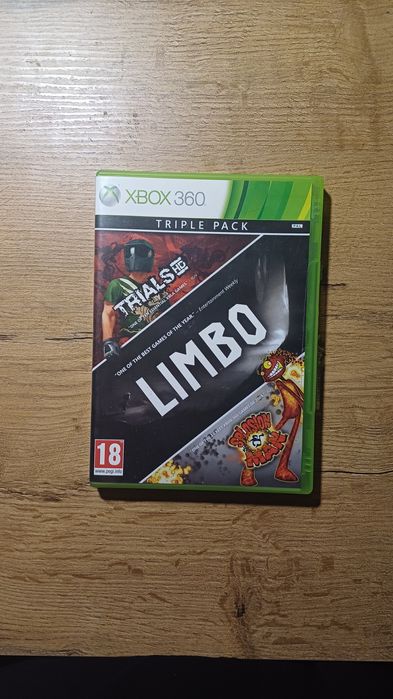 XBOX 360
TRIPLE PACK
PAL
TRIALS HD
"ONE OF THE BEST GAMES OF THE YEAR." - Entertainment Weekly
LIMBO
'SPLOSION
MAN
18
www.pegi.info